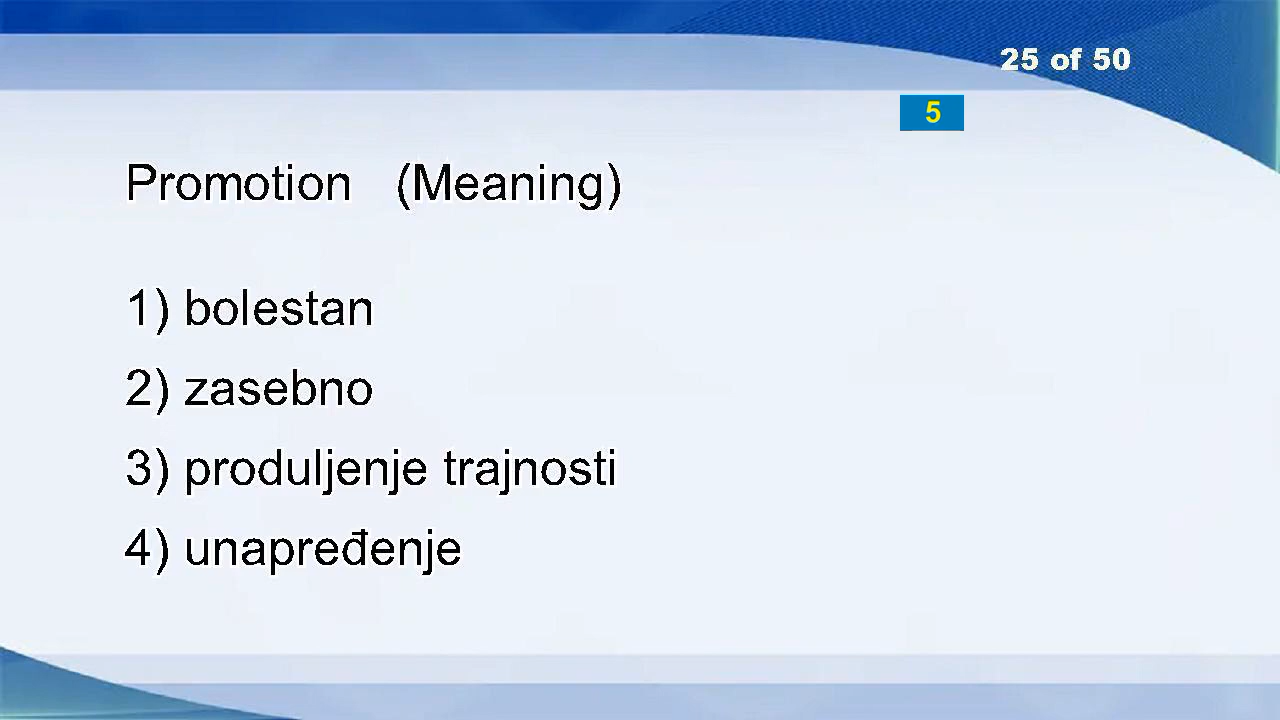 25 of 50
5
Promotion (Meaning)
1) bolestan
2) zasebno
3) produljenje trajnosti
4) unapređenje